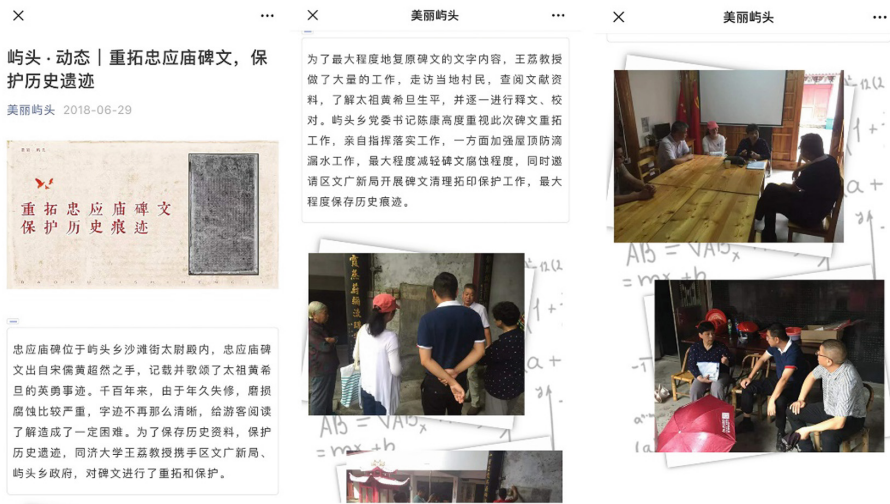 屿头 · 动态｜重拓忠应庙碑文，保
护历史遗迹
美丽屿头 2018-06-29
重拓忠应庙碑文
保护历史痕迹
忠应庙碑位于屿头乡沙滩街太尉殿内，忠应庙碑
文出自宋儒黄超然之手，记载并歌颂了太祖黄希
旦的英勇事迹。千百年来，由于年久失修，磨损
腐蚀比较严重，字迹不再那么清晰，给游客阅读
了解造成了一定困难。为了保存历史资料，保护
历史遗迹，同济大学王荔教授携手区文广新局、
屿头乡政府，对碑文进行了重拓和保护。
美丽屿头
为了最大程度地复原碑文的文字内容，王荔教授
做了大量的工作，走访当地村民，查阅文献资
料，了解太祖黄希旦生平，并逐一进行释文、校
对。屿头乡党委书记陈康高度重视此次碑文重拓
工作，亲自指挥落实工作，一方面加强屋顶防滴
漏水工作，最大程度减轻碑文腐蚀程度，同时邀
请区文广新局开展碑文清理拓印保护工作，最大
程度保存历史痕迹。
AB = √AB
= mx + b
美丽屿头
AB = √AB
= mx + b